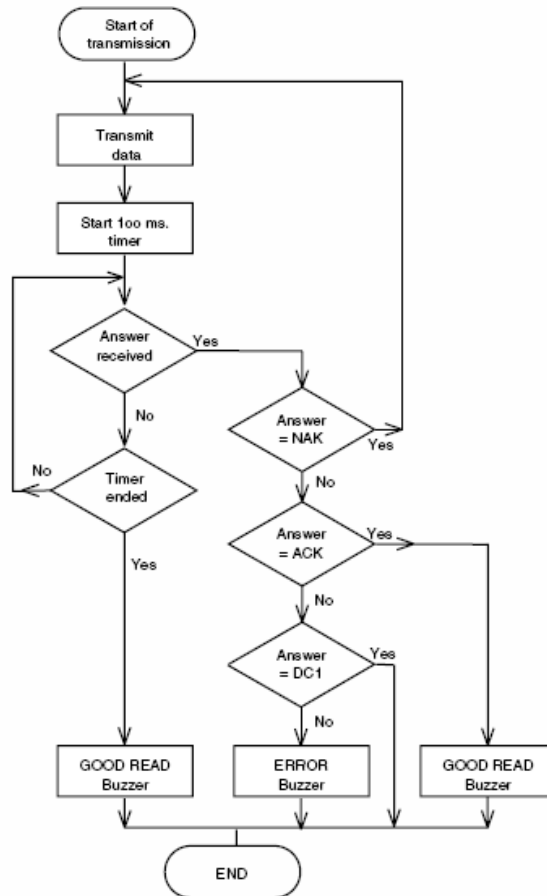 Start of
transmission
Transmit
data
Start 1oo ms.
timer
Answer
received
Yes
No
Answer
= NAK
Yes
No
Timer
ended
No
Yes
Answer
= ACK
Yes
No
Answer
= DC1
Yes
No
GOOD READ
Buzzer
ERROR
Buzzer
GOOD READ
Buzzer
END